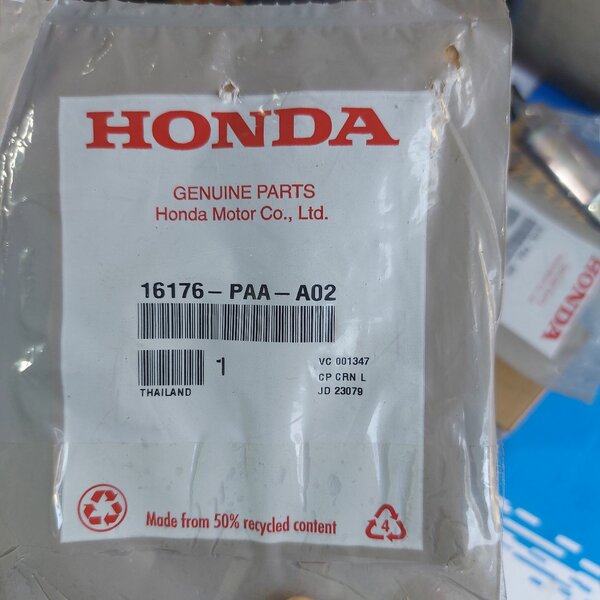 HONDA
GENUINE PARTS
Honda Motor Co., Ltd.
16176-PAA-A02
1
VC 001347
CP CRN L
THAILAND
JD 23079
Made from 50% recycled content
4
HONDA